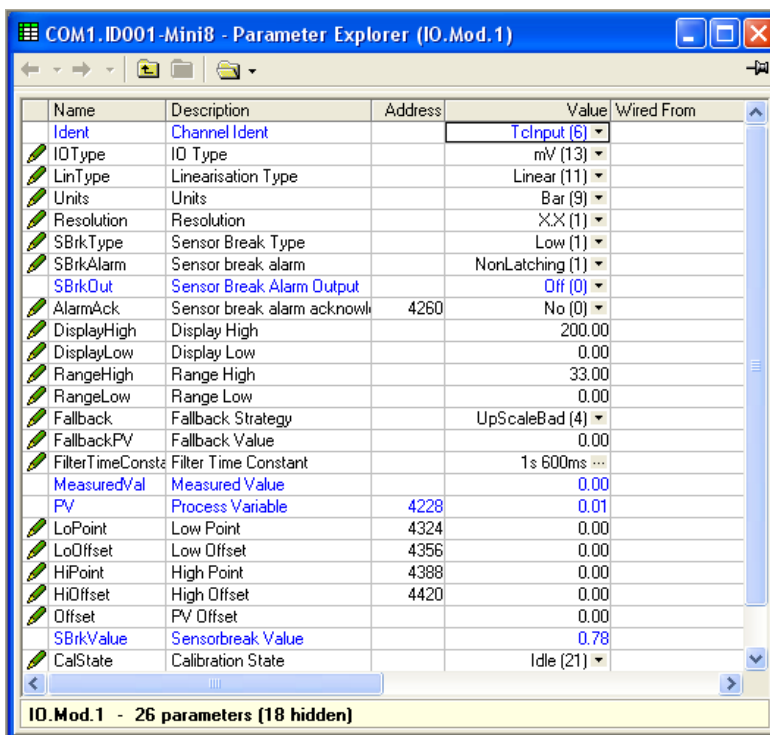 COM1.ID001-Mini8 - Parameter Explorer (IO.Mod.1)
Name Description Address Value Wired From
Ident Channel Ident TcInput (6)
IOType IO Type mV (13)
LinType Linearisation Type Linear (11)
Units Units Bar (9)
Resolution Resolution X.X (1)
SBrkType Sensor Break Type Low (1)
SBrkAlarm Sensor break alarm NonLatching (1)
SBrkOut Sensor Break Alarm Output Off (0)
AlarmAck Sensor break alarm acknowl 4260 No (0)
DisplayHigh Display High 200.00
DisplayLow Display Low 0.00
RangeHigh Range High 33.00
RangeLow Range Low 0.00
Fallback Fallback Strategy UpScaleBad (4)
FallbackPV Fallback Value 0.00
FilterTimeConsta Filter Time Constant 1s 600ms ...
MeasuredVal Measured Value 0.00
PV Process Variable 4228 0.01
LoPoint Low Point 4324 0.00
LoOffset Low Offset 4356 0.00
HiPoint High Point 4388 0.00
HiOffset High Offset 4420 0.00
Offset PV Offset 0.00
SBrkValue Sensorbreak Value 0.78
CalState Calibration State Idle (21)
IO.Mod.1 - 26 parameters (18 hidden)